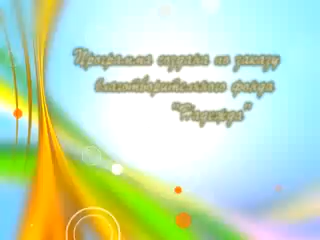 Программа создана по заказу
благотворительного фонда
"Надежда"